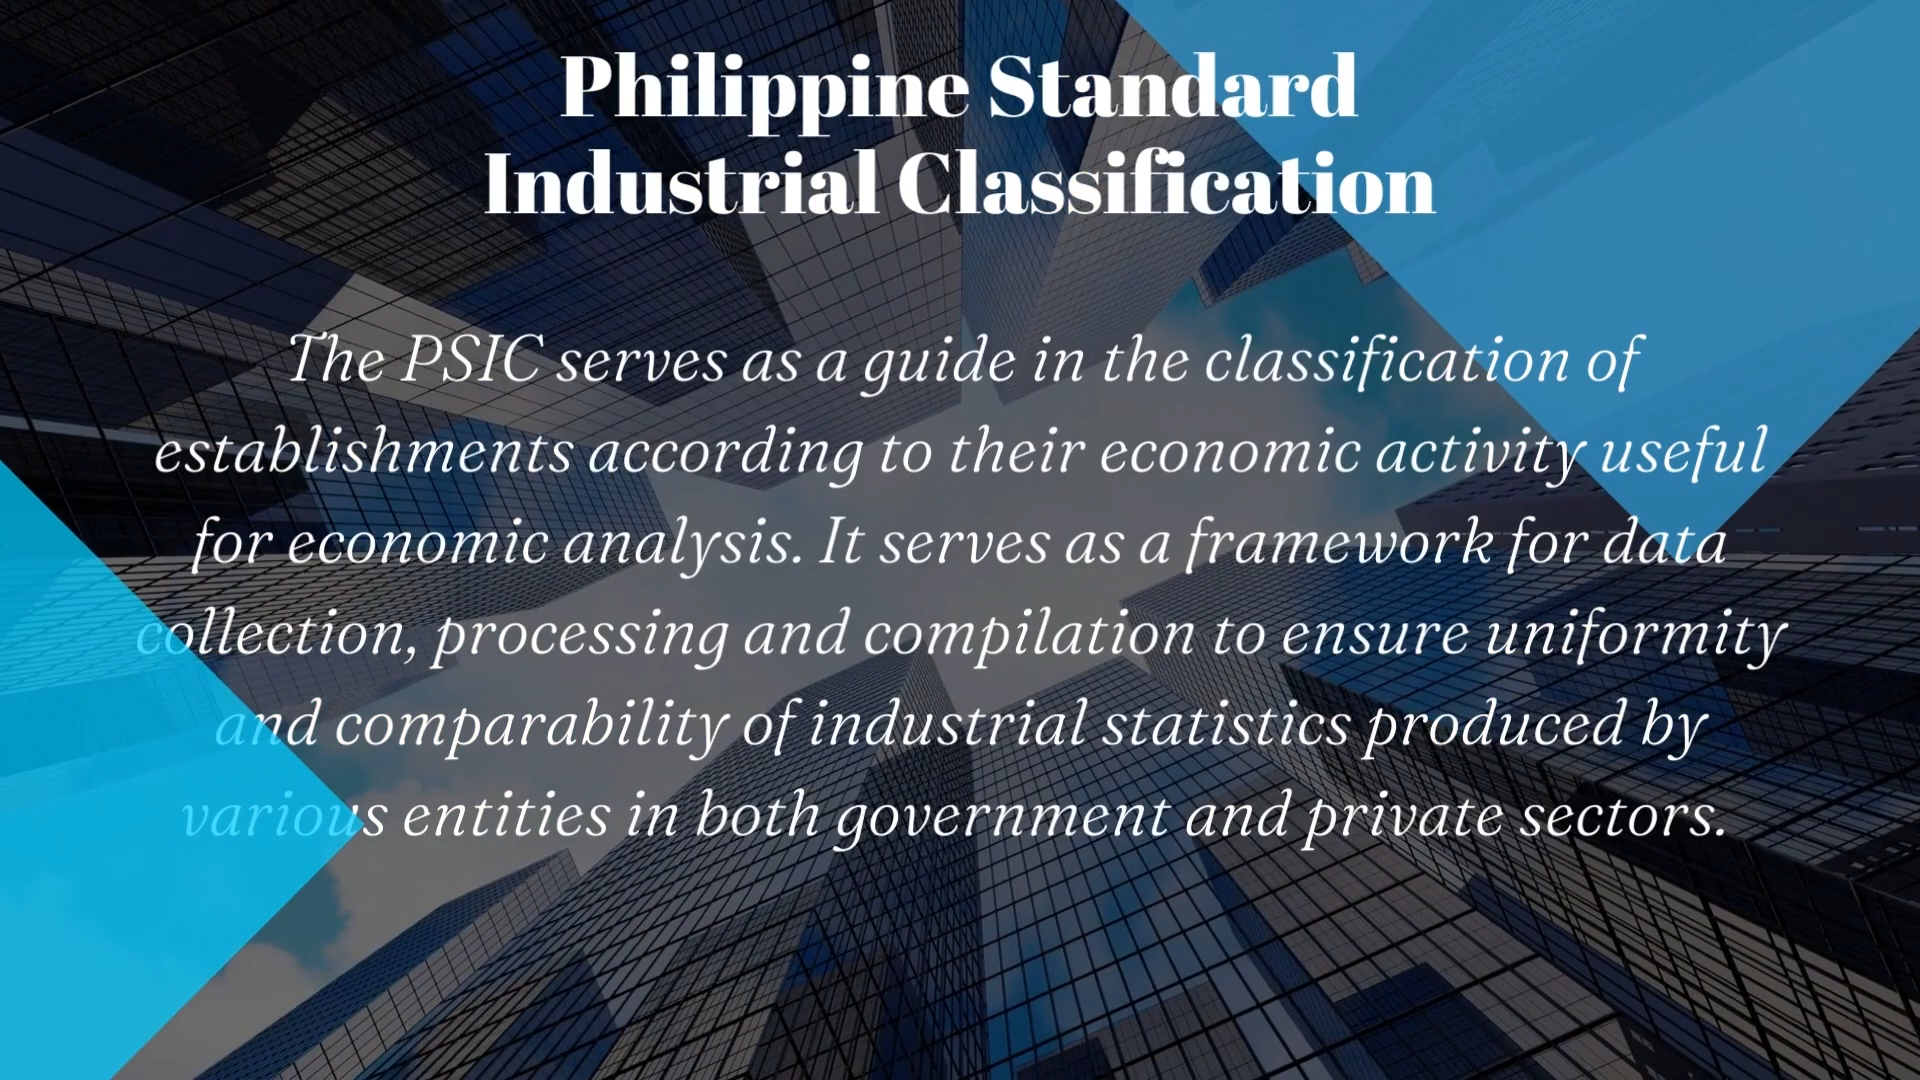 Philippine Standard
Industrial Classification
The PSIC serves as a guide in the classification of
establishments according to their economic activity useful
for economic analysis. It serves as a framework for data
collection, processing and compilation to ensure uniformity
and comparability of industrial statistics produced by
various entities in both government and private sectors.